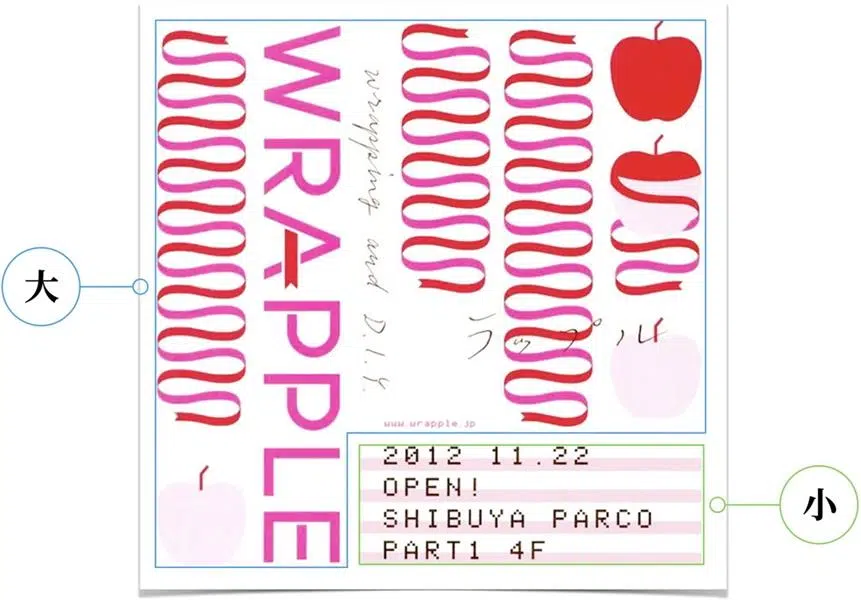 大
WRAPPLE
wrapping and D.I.Y.
ラップル
www.wrapple.jp
2012 11.22
OPEN!
SHIBUYA PARCO
PART1 4F
小